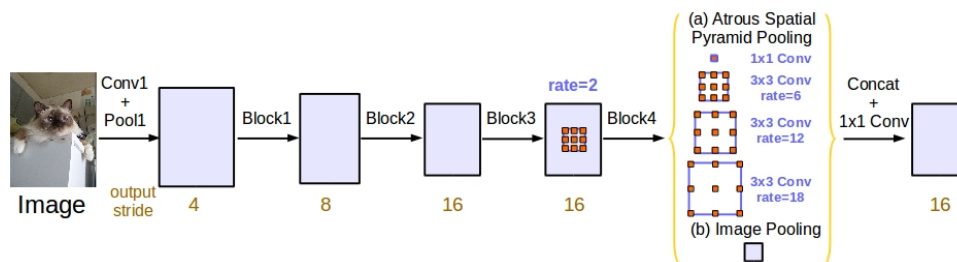 (a) Atrous Spatial
Pyramid Pooling
1x1 Conv
3x3 Conv
rate=6
3x3 Conv
rate=12
3x3 Conv
rate=18
(b) Image Pooling
Conv1
+
Pool1
Block1
Block2
Block3
rate=2
Block4
Concat
+
1x1 Conv
Image
output
stride
4
8
16
16
16